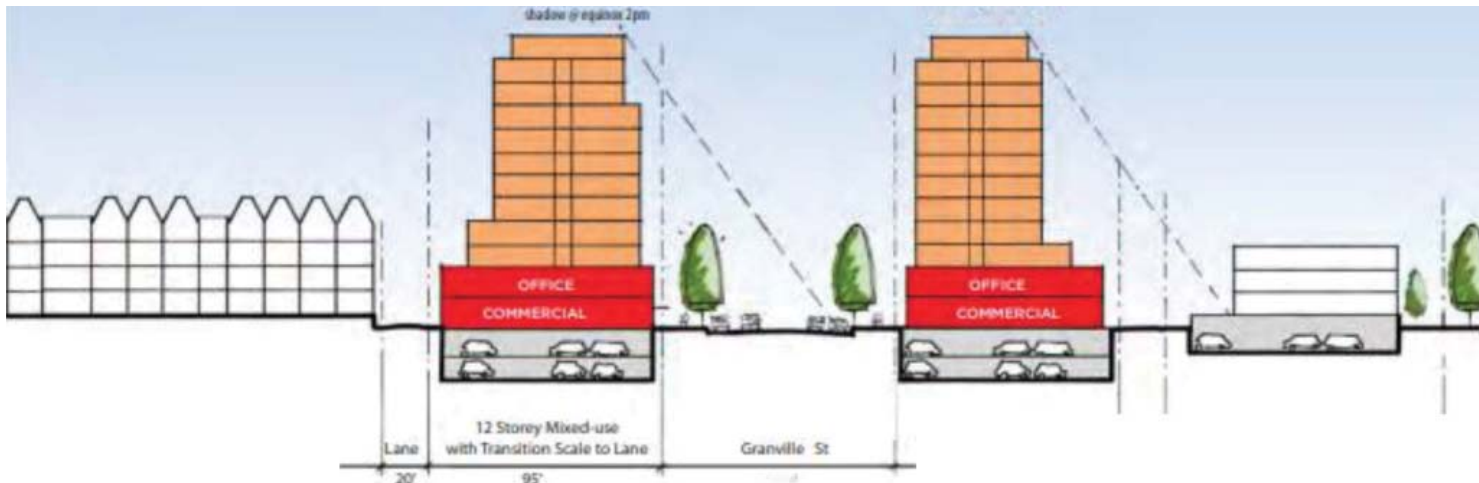 shadow @ equinox 2pm
OFFICE
COMMERCIAL
OFFICE
COMMERCIAL
12 Storey Mixed-use
Lane
with Transition Scale to Lane
Granville St
20'
95'